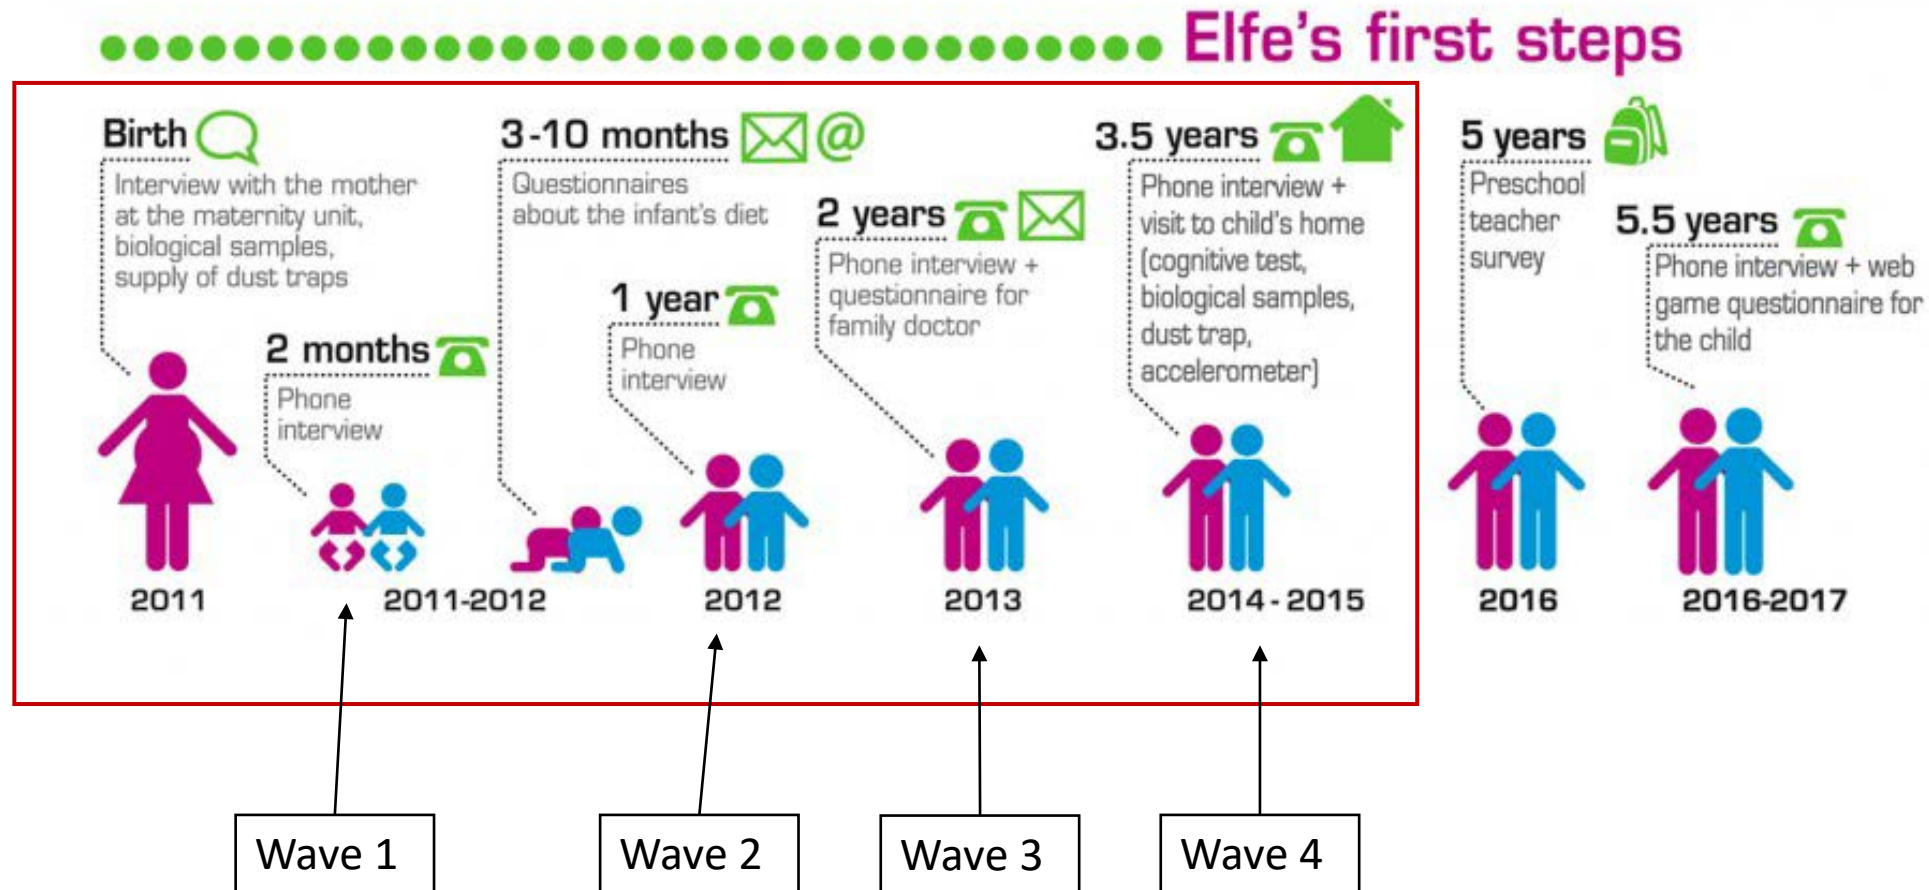 Elfe's first steps
Birth
Interview with the mother
at the maternity unit,
biological samples,
supply of dust traps
2 months
Phone
interview
3-10 months
@
Questionnaires
about the infant's diet
1 year
Phone
interview
2 years
Phone interview +
questionnaire for
family doctor
3.5 years
Phone interview +
visit to child's home
(cognitive test,
biological samples,
dust trap,
accelerometer)
5 years
Preschool
teacher
survey
5.5 years
Phone interview + web
game questionnaire for
the child
2011
2011-2012
2012
2013
2014 - 2015
2016
2016-2017
Wave 1
Wave 2
Wave 3
Wave 4